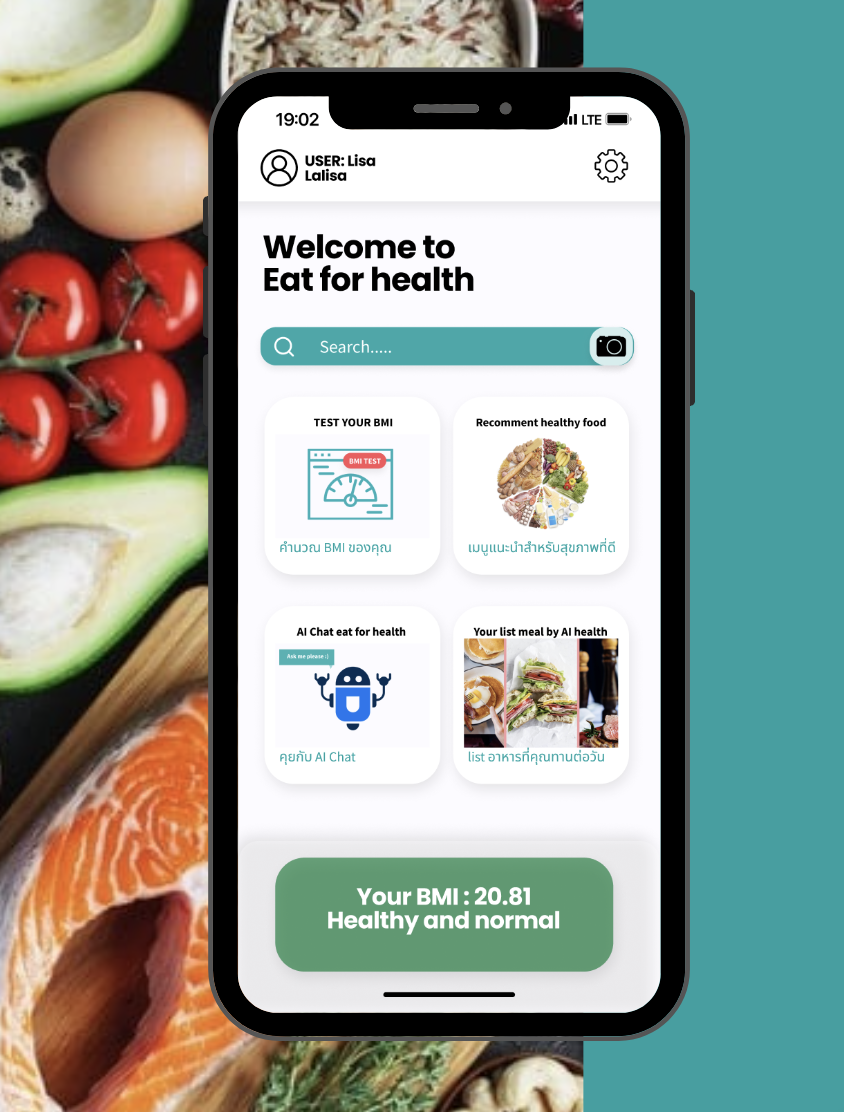 19:02
LTE
USER: Lisa
Lalisa
Welcome to
Eat for health
Search.....
TEST YOUR BMI
BMI TEST
คำนวณ BMI ของคุณ
Recomment healthy food
เมนูแนะนำสำหรับสุขภาพที่ดี
AI Chat eat for health
Ask me please :)
คุยกับ AI Chat
Your list meal by AI health
list อาหารที่คุณทานต่อวัน
Your BMI : 20.81
Healthy and normal